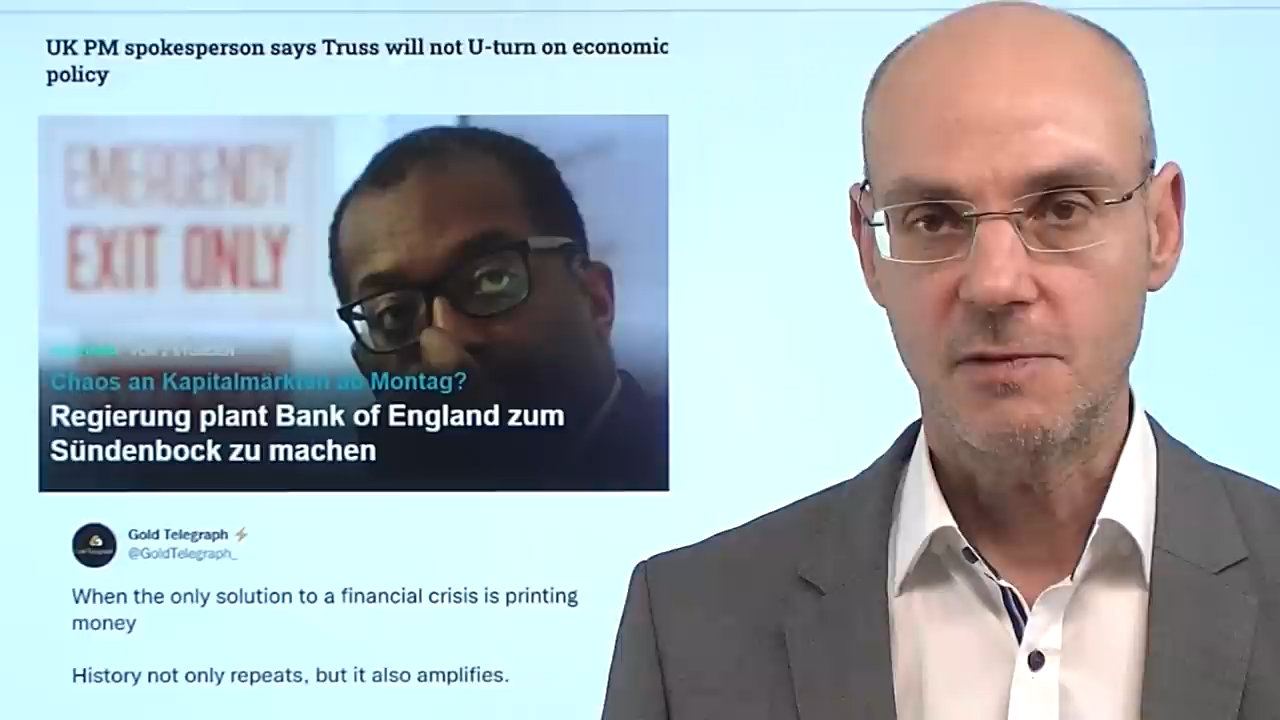 UK PM spokesperson says Truss will not U-turn on economic
policy
EMERGENCY
EXIT ONLY
Chaos an Kapitalmärkten ab Montag?
Regierung plant Bank of England zum
Sündenbock zu machen
Gold Telegraph
@GoldTelegraph_
When the only solution to a financial crisis is printing
money
History not only repeats, but it also amplifies.